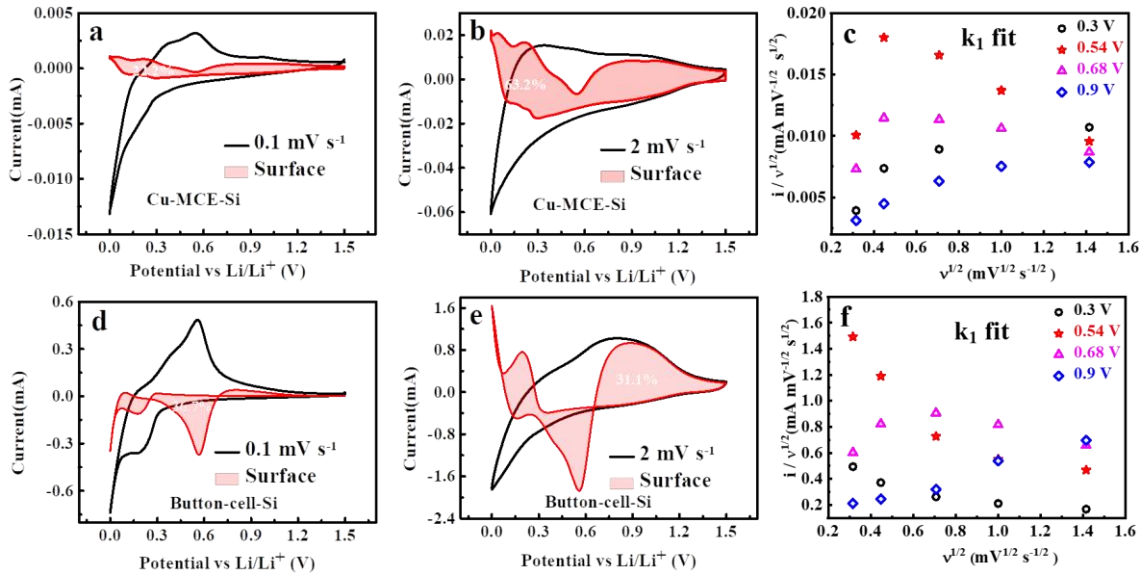 a
0.005
0.000
-0.005
-0.010
-0.015
Current(mA)
0.1 mV s⁻¹
Surface
Cu-MCE-Si
0.0 0.3 0.6 0.9 1.2 1.5
Potential vs Li/Li⁺ (V)
b
0.04
0.02
0.00
-0.02
-0.04
-0.06
Current(mA)
63.2%
2 mV s⁻¹
Surface
Cu-MCE-Si
0.0 0.3 0.6 0.9 1.2 1.5
Potential vs Li/Li⁺ (V)
c
k₁ fit
0.020
0.015
0.010
0.005
i / ν^1/2 (mA mV^-1/2 s^1/2)
0.3 V
0.54 V
0.68 V
0.9 V
0.2 0.4 0.6 0.8 1.0 1.2 1.4 1.6
ν^1/2 (mV^1/2 s^-1/2)
d
0.6
0.3
0.0
-0.3
-0.6
Current(mA)
0.1 mV s⁻¹
Surface
Button-cell-Si
0.0 0.3 0.6 0.9 1.2 1.5
Potential vs Li/Li⁺ (V)
e
1.6
0.8
0.0
-0.8
-1.6
-2.4
Current(mA)
31.1%
2 mV s⁻¹
Surface
Button-cell-Si
0.0 0.3 0.6 0.9 1.2 1.5
Potential vs Li/Li⁺ (V)
f
k₁ fit
1.8
1.6
1.4
1.2
1.0
0.8
0.6
0.4
0.2
i / ν^1/2 (mA mV^-1/2 s^1/2)
0.3 V
0.54 V
0.68 V
0.9 V
0.2 0.4 0.6 0.8 1.0 1.2 1.4 1.6
ν^1/2 (mV^1/2 s^-1/2)